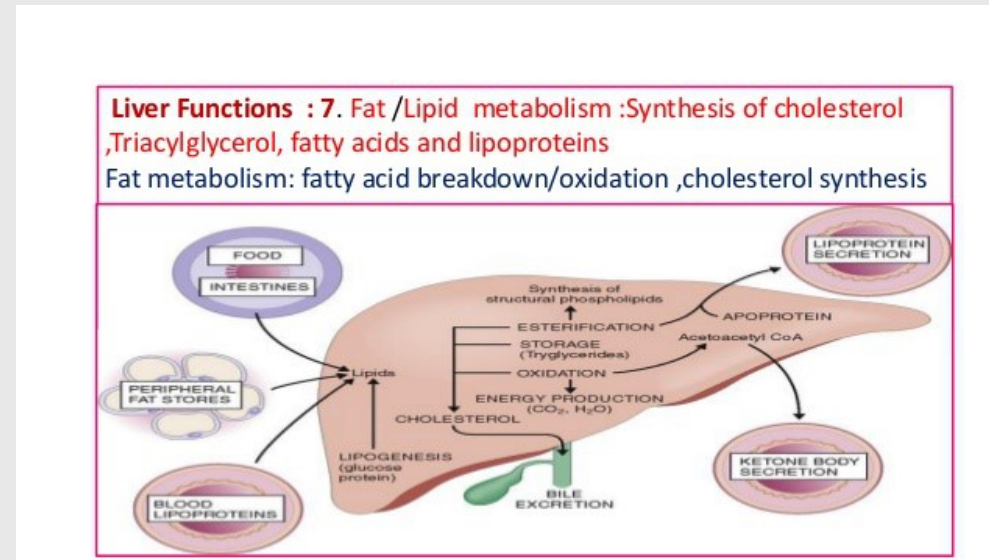 Liver Functions : 7. Fat /Lipid metabolism :Synthesis of cholesterol
,Triacylglycerol, fatty acids and lipoproteins
Fat metabolism: fatty acid breakdown/oxidation ,cholesterol synthesis
FOOD
INTESTINES
PERIPHERAL
FAT STORES
BLOOD
LIPOPROTEINS
Lipids
LIPOGENESIS
(glucose
protein)
Synthesis of
structural phospholipids
ESTERIFICATION
STORAGE
(Tryglycerides)
OXIDATION
ENERGY PRODUCTION
(CO₂, H₂O)
CHOLESTEROL
BILE
EXCRETION
LIPOPROTEIN
SECRETION
APOPROTEIN
Acetoacetyl CoA
KETONE BODY
SECRETION